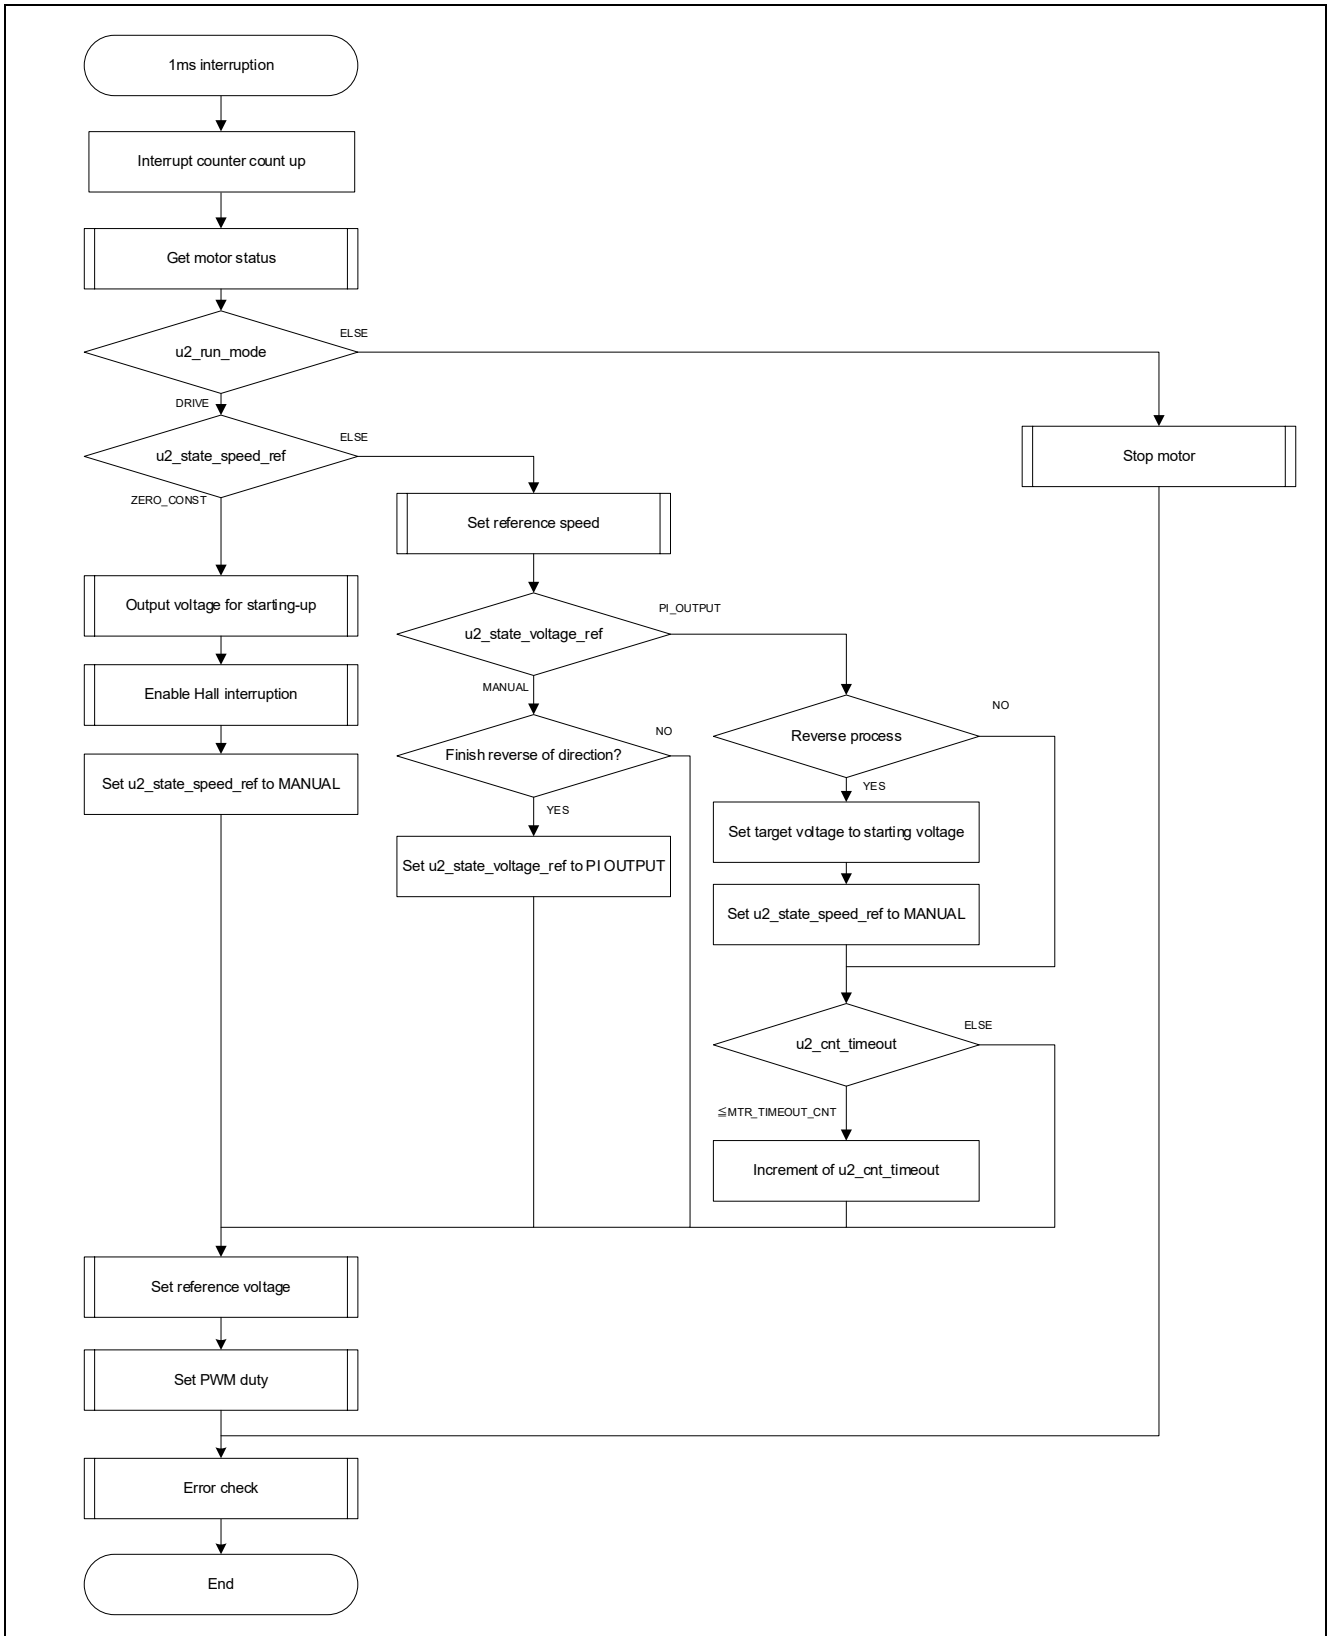 1ms interruption
Interrupt counter count up
Get motor status
u2_run_mode
ELSE
DRIVE
u2_state_speed_ref
ELSE
ZERO_CONST
Stop motor
Set reference speed
Output voltage for starting-up
u2_state_voltage_ref
PI_OUTPUT
MANUAL
Enable Hall interruption
Set u2_state_speed_ref to MANUAL
Finish reverse of direction?
NO
YES
Set u2_state_voltage_ref to PI OUTPUT
Reverse process
NO
YES
Set target voltage to starting voltage
Set u2_state_speed_ref to MANUAL
u2_cnt_timeout
ELSE
≦MTR_TIMEOUT_CNT
Increment of u2_cnt_timeout
Set reference voltage
Set PWM duty
Error check
End